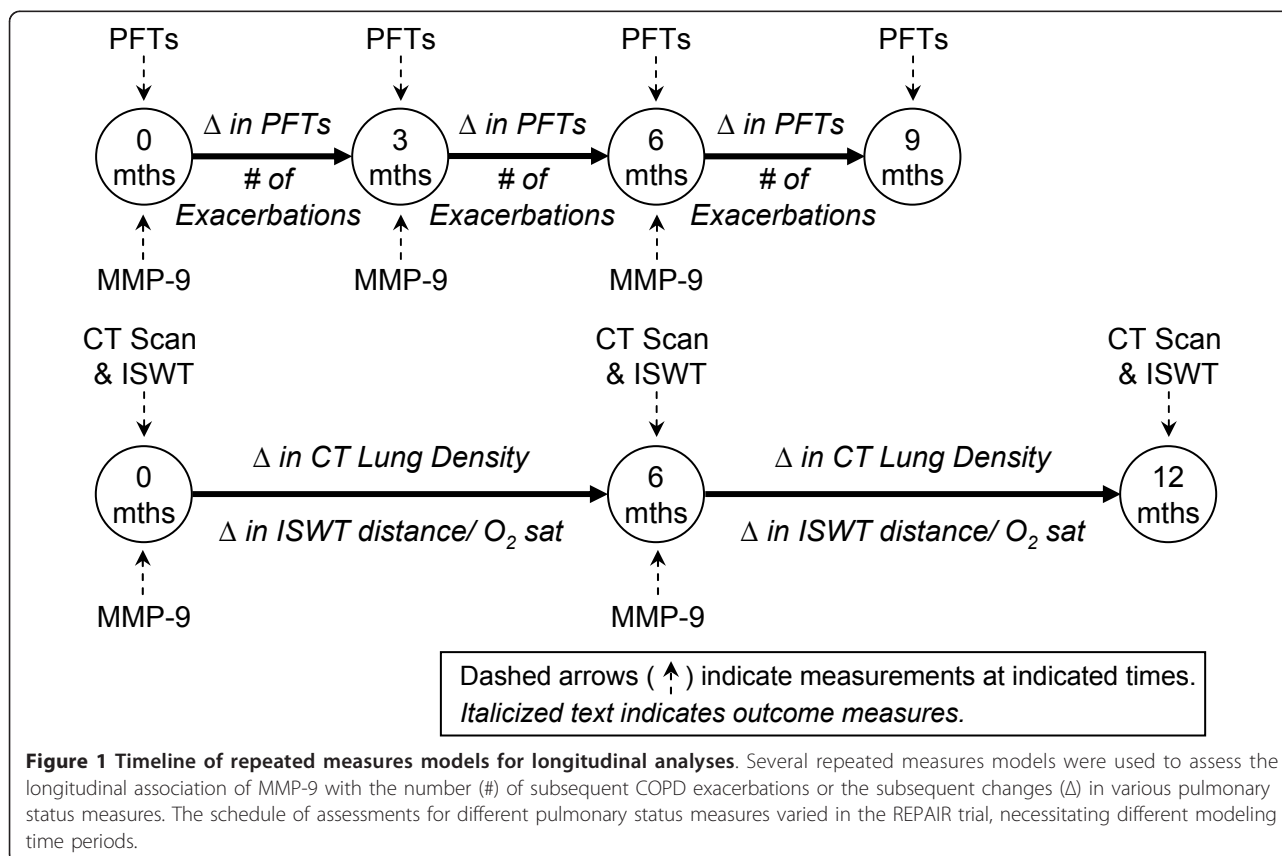 PFTs PFTs PFTs PFTs
0 mths Δ in PFTs # of Exacerbations 3 mths Δ in PFTs # of Exacerbations 6 mths Δ in PFTs # of Exacerbations 9 mths
MMP-9 MMP-9 MMP-9
CT Scan & ISWT CT Scan & ISWT CT Scan & ISWT
0 mths Δ in CT Lung Density Δ in ISWT distance/ O₂ sat 6 mths Δ in CT Lung Density Δ in ISWT distance/ O₂ sat 12 mths
MMP-9 MMP-9
Dashed arrows ( ↑ ) indicate measurements at indicated times.
Italicized text indicates outcome measures.
Figure 1 Timeline of repeated measures models for longitudinal analyses. Several repeated measures models were used to assess the
longitudinal association of MMP-9 with the number (#) of subsequent COPD exacerbations or the subsequent changes (Δ) in various pulmonary
status measures. The schedule of assessments for different pulmonary status measures varied in the REPAIR trial, necessitating different modeling
time periods.